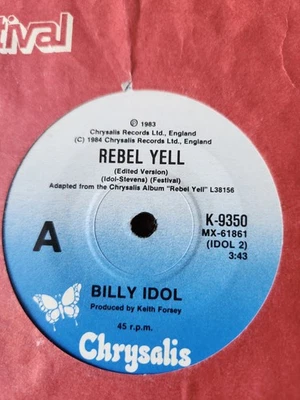 tival
℗ 1983
Chrysalis Records Ltd., England
(C) 1984 Chrysalis Records Ltd., England
REBEL YELL
(Edited Version)
(Idol-Stevens) (Festival)
Adapted from the Chrysalis Album "Rebel Yell" L38156
A
K-9350
MX-61861
(IDOL 2)
3:43
BILLY IDOL
Produced by Keith Forsey
45 r.p.m.
Chrysalis